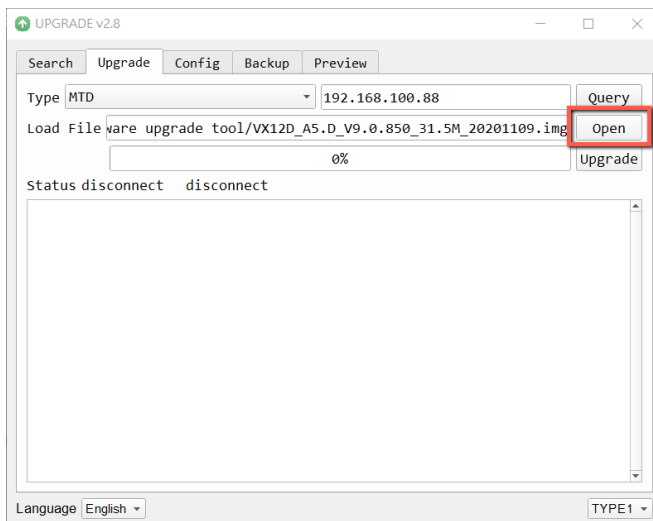 UPGRADE v2.8
Search Upgrade Config Backup Preview
Type MTD 192.168.100.88 Query
Load File ware upgrade tool/VX12D_A5.D_V9.0.850_31.5M_20201109.img Open
0% Upgrade
Status disconnect disconnect
Language English TYPE1